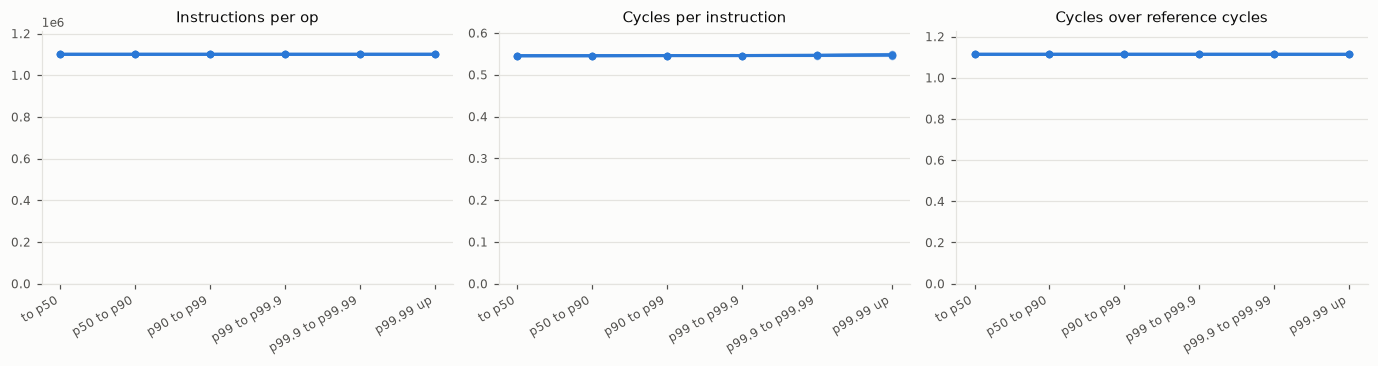 Instructions per op
1e6
1.2
1.0
0.8
0.6
0.4
0.2
0.0
to p50
p50 to p90
p90 to p99
p99 to p99.9
p99.9 to p99.99
p99.99 up
Cycles per instruction
0.6
0.5
0.4
0.3
0.2
0.1
0.0
to p50
p50 to p90
p90 to p99
p99 to p99.9
p99.9 to p99.99
p99.99 up
Cycles over reference cycles
1.2
1.0
0.8
0.6
0.4
0.2
0.0
to p50
p50 to p90
p90 to p99
p99 to p99.9
p99.9 to p99.99
p99.99 up